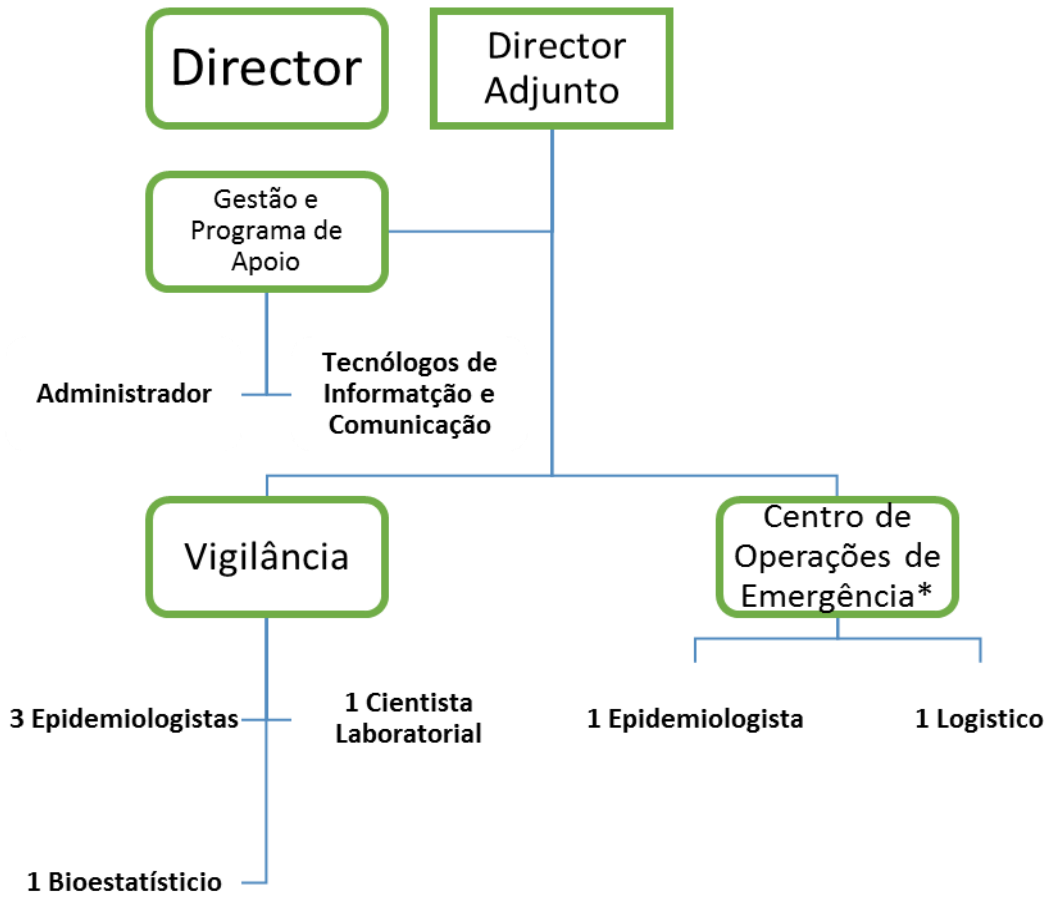 Director
Director
Adjunto
Gestão e
Programa de
Apoio
Administrador
Tecnólogos de
Informatção e
Comunicação
Vigilância
Centro de
Operações de
Emergência*
3 Epidemiologistas
1 Cientista
Laboratorial
1 Epidemiologista
1 Logistico
1 Bioestatísticio